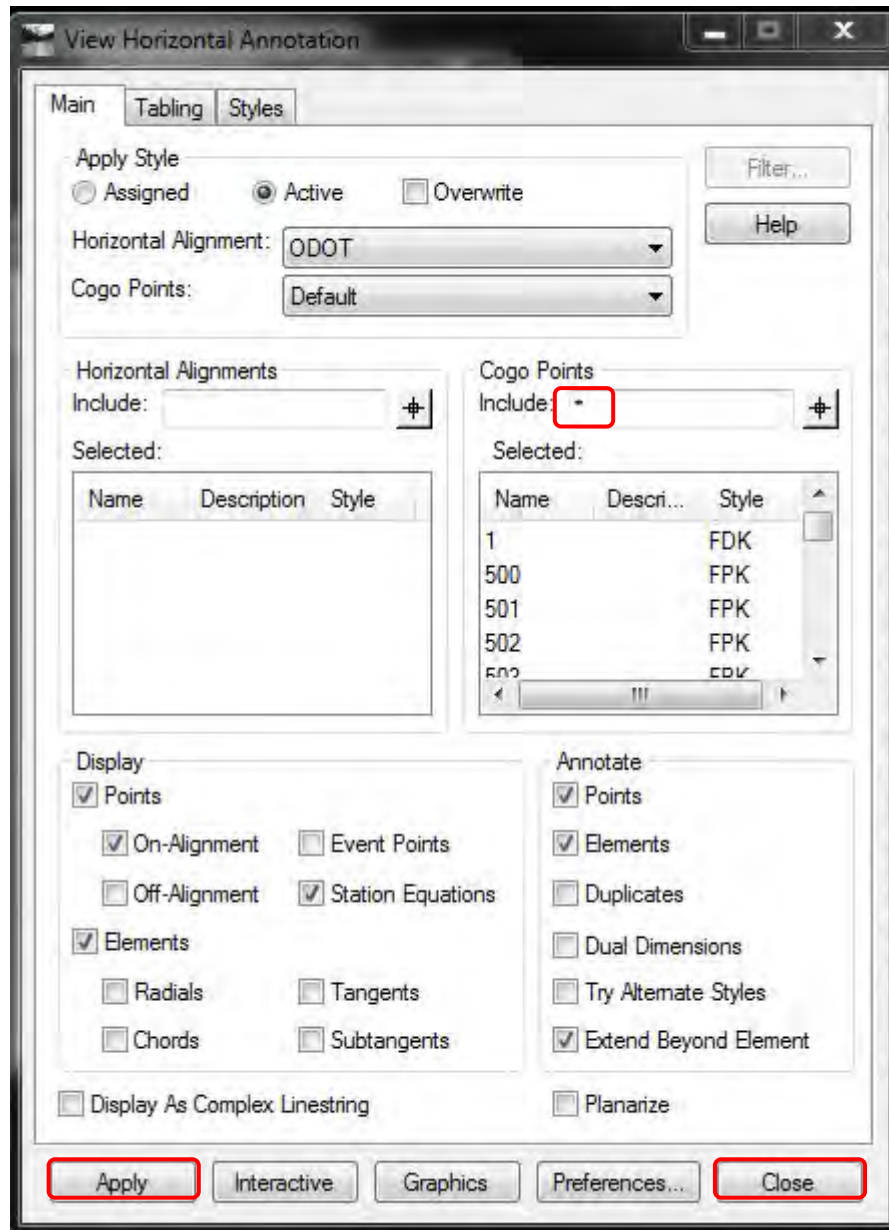 View Horizontal Annotation
Main Tabling Styles
Apply Style
Assigned Active Overwrite
Filter...
Horizontal Alignment: ODOT
Help
Cogo Points: Default
Horizontal Alignments
Include:
Selected:
Name Description Style
Cogo Points
Include: *
Selected:
Name Descri... Style
1 FDK
500 FPK
501 FPK
502 FPK
Display
Points
On-Alignment Event Points
Off-Alignment Station Equations
Elements
Radials Tangents
Chords Subtangents
Annotate
Points
Elements
Duplicates
Dual Dimensions
Try Alternate Styles
Extend Beyond Element
Display As Complex Linestring
Planarize
Apply Interactive Graphics Preferences... Close